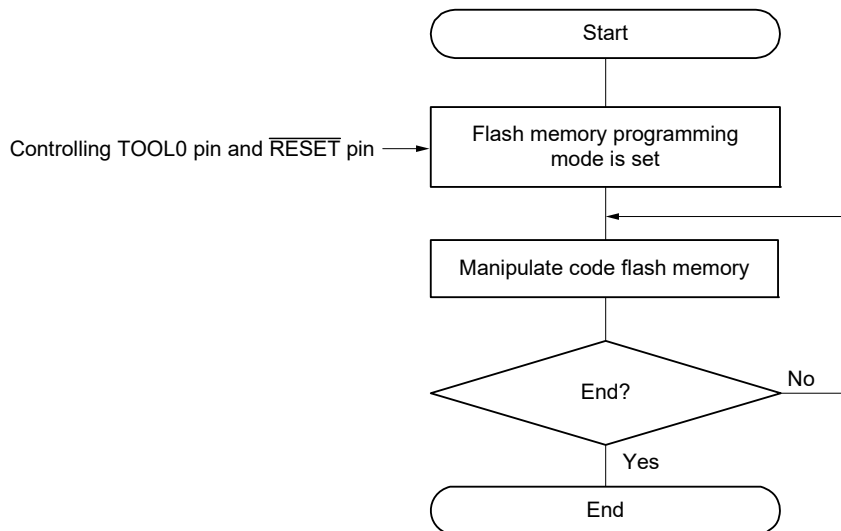 Start
Controlling TOOL0 pin and RESET pin
Flash memory programming
mode is set
Manipulate code flash memory
End?
No
Yes
End